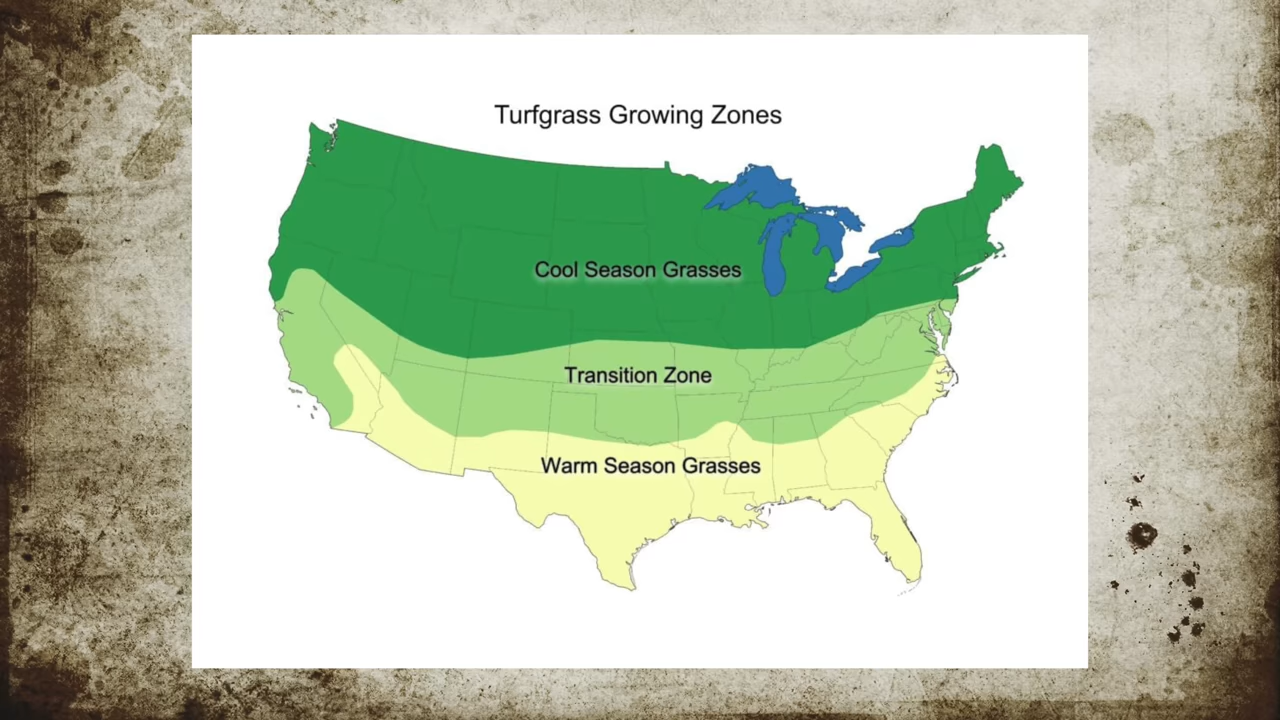 Turfgrass Growing Zones
Cool Season Grasses
Transition Zone
Warm Season Grasses